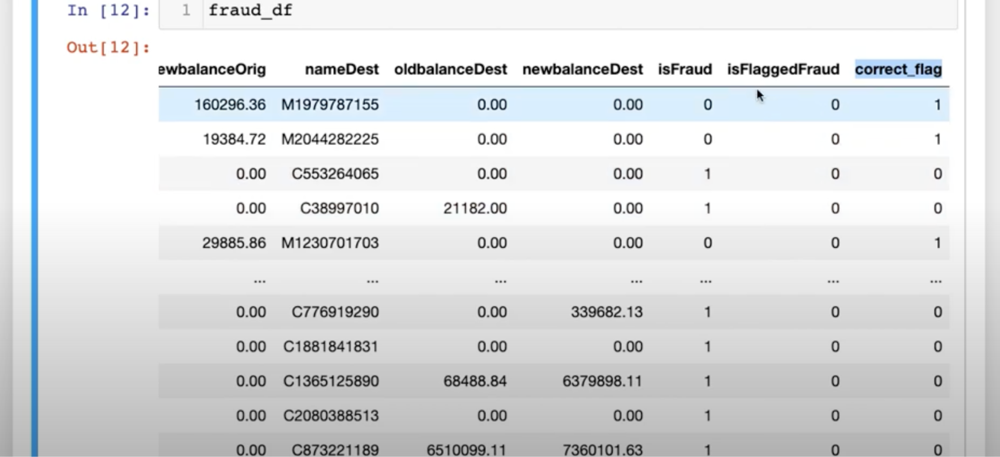 In [12]: 1 fraud_df
Out[12]:
ewbalanceOrig nameDest oldbalanceDest newbalanceDest isFraud isFlaggedFraud correct_flag
160296.36 M1979787155 0.00 0.00 0 0 1
19384.72 M2044282225 0.00 0.00 0 0 1
0.00 C553264065 0.00 0.00 1 0 0
0.00 C38997010 21182.00 0.00 1 0 0
29885.86 M1230701703 0.00 0.00 0 0 1
... ... ... ... ... ... ...
0.00 C776919290 0.00 339682.13 1 0 0
0.00 C1881841831 0.00 0.00 1 0 0
0.00 C1365125890 68488.84 6379898.11 1 0 0
0.00 C2080388513 0.00 0.00 1 0 0
0.00 C873221189 6510099.11 7360101.63 1 0 0